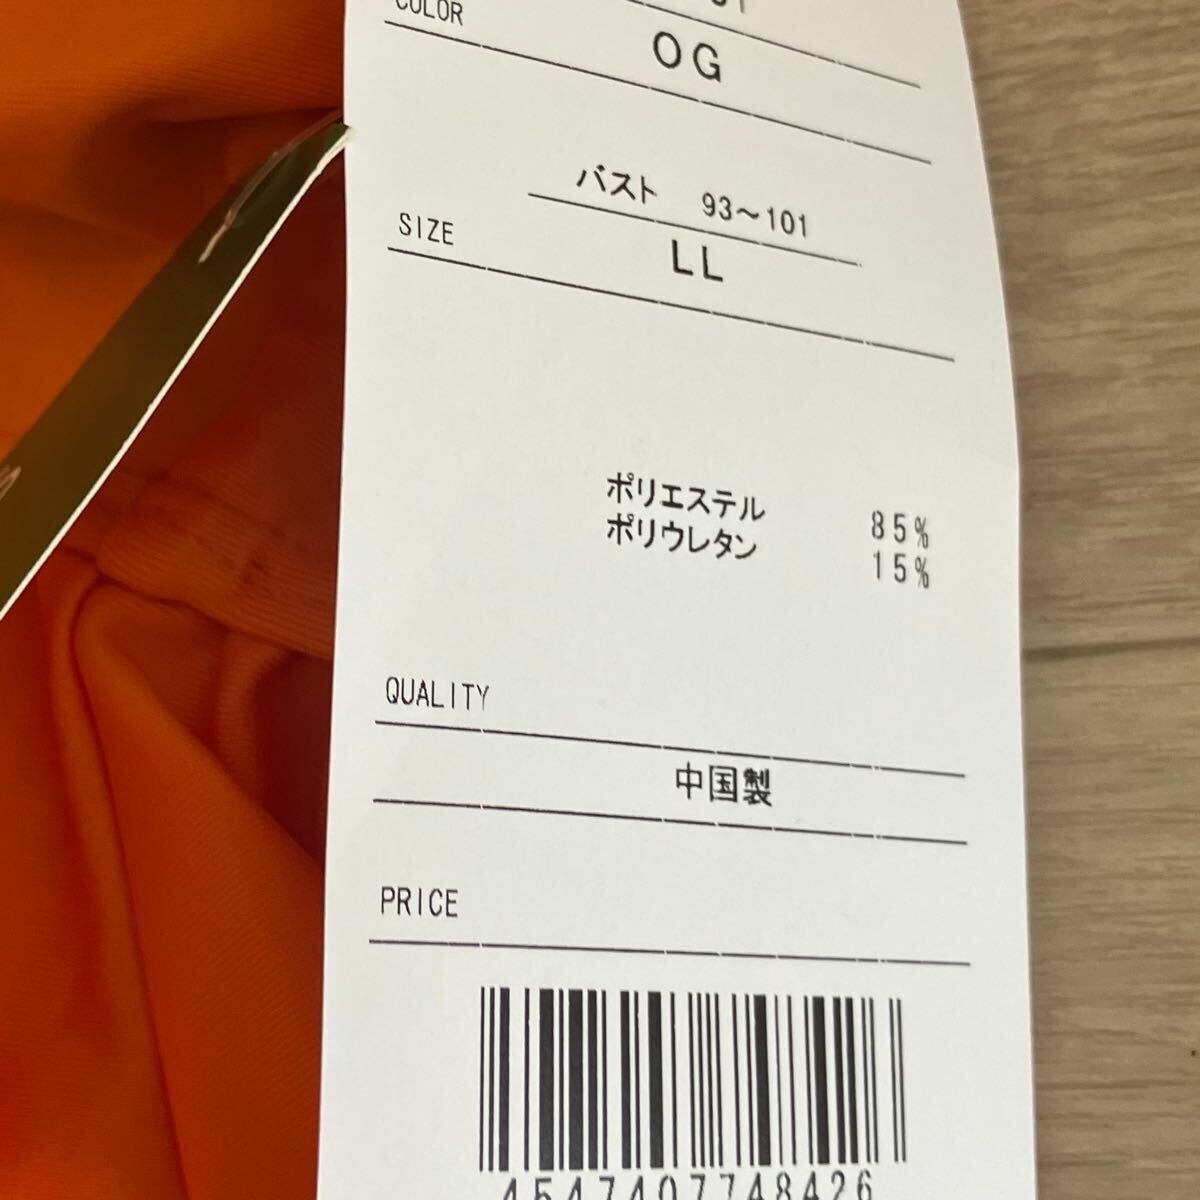 COLOR
OG
バスト 93〜101
SIZE
LL
ポリエステル 85%
ポリウレタン 15%
QUALITY
中国製
PRICE
4547407748426